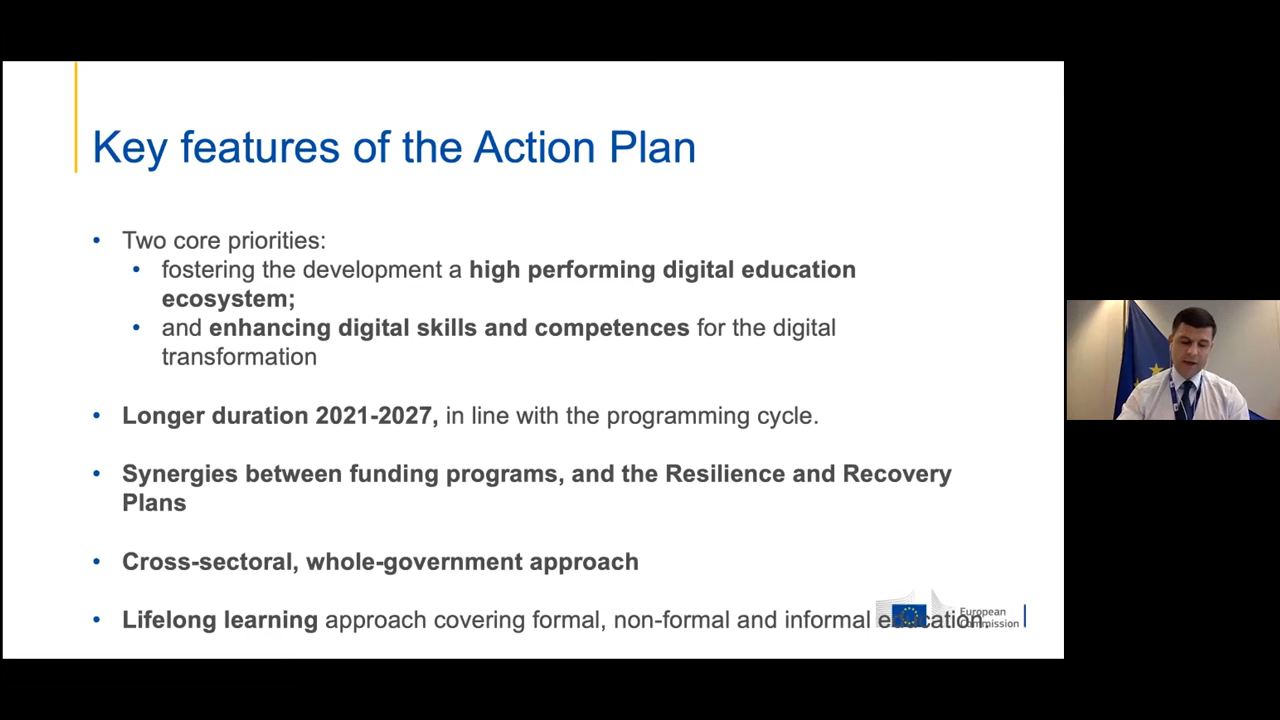 Key features of the Action Plan
• Two core priorities:
• fostering the development a high performing digital education
ecosystem;
• and enhancing digital skills and competences for the digital
transformation
• Longer duration 2021-2027, in line with the programming cycle.
• Synergies between funding programs, and the Resilience and Recovery
Plans
• Cross-sectoral, whole-government approach
• Lifelong learning approach covering formal, non-formal and informal education.
European
Commission